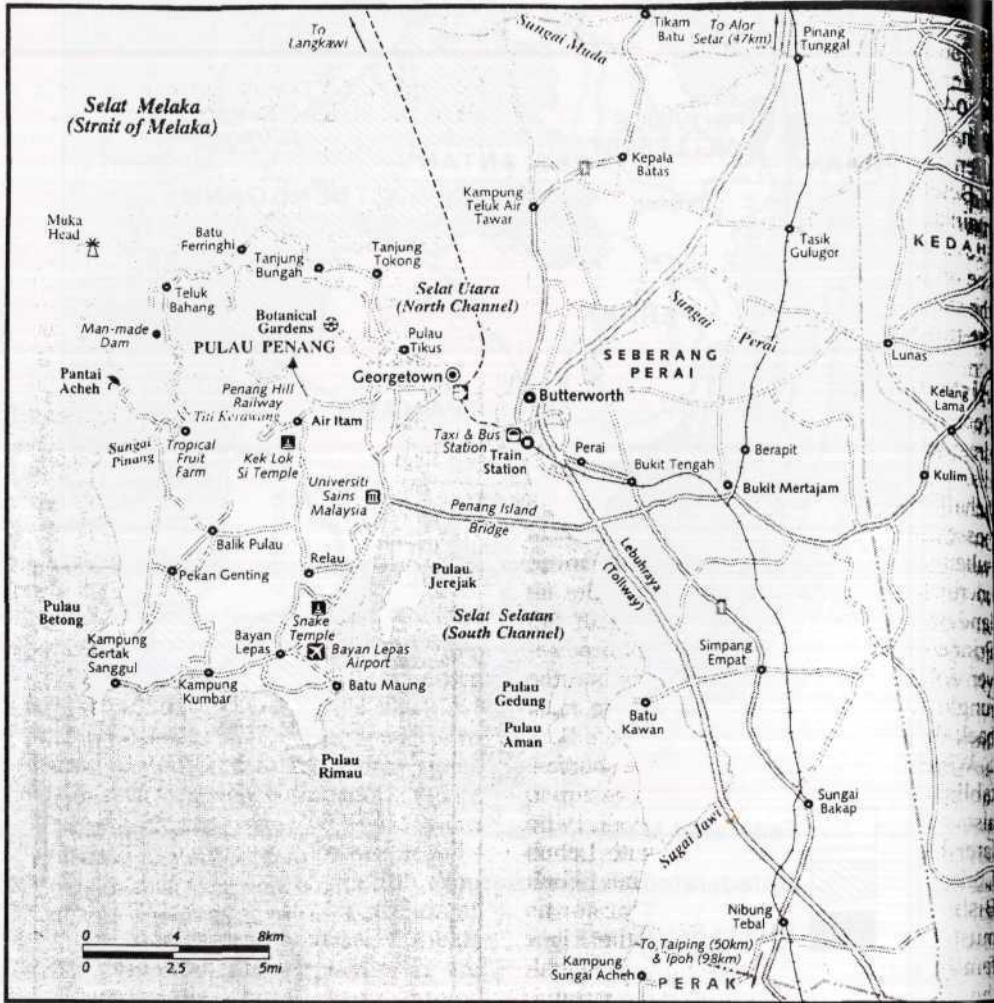 To
Langkawi
Sungai Muda
Tikam
Batu
To Alor
Setar (47km)
Pinang
Tunggal
Selat Melaka
(Strait of Melaka)
Kepala
Batas
Kampung
Teluk Air
Tawar
Muka
Head
Batu
Ferringhi
Tanjung
Bungah
Tanjung
Tokong
Tasik
Gulugor
KEDAH
Teluk
Bahang
Selat Utara
(North Channel)
Sungai
Perai
Man-made
Dam
Botanical
Gardens
PULAU PENANG
Pulau
Tikus
SEBERANG
PERAI
Lunas
Pantai
Acheh
Georgetown
Penang Hill
Railway
Butterworth
Kelang
Lama
Titi Kerawang
Air Itam
Sungai
Pinang
Tropical
Fruit
Farm
Kek Lok
Si Temple
Taxi & Bus
Station
Train
Station
Perai
Bukit Tengah
Berapit
Universiti
Sains
Malaysia
Bukit Mertajam
Kulim
Penang Island
Bridge
Balik Pulau
Relau
Pekan Genting
Pulau
Jerejak
Lebuhraya
(Tollway)
Pulau
Betong
Snake
Temple
Selat Selatan
(South Channel)
Kampung
Gertak
Sanggul
Bayan
Lepas
Bayan Lepas
Airport
Simpang
Empat
Kampung
Kumbar
Batu Maung
Pulau
Gedung
Batu
Kawan
Pulau
Aman
Pulau
Rimau
Sungai
Bakap
Sugai Jawi
Nibung
Tebal
0 4 8km
0 2.5 5mi
To Taiping (50km)
& Ipoh (98km)
Kampung
Sungai Acheh
PERAK